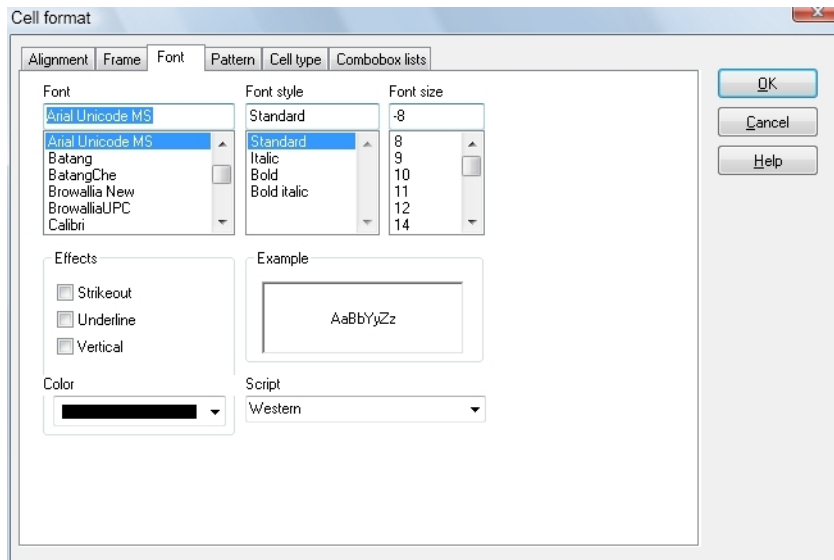 Cell format
Alignment Frame Font Pattern Cell type Combobox lists
Font Font style Font size
Arial Unicode MS Standard -8
Arial Unicode MS Standard 8
Batang Italic 9
BatangChe Bold 10
Browallia New Bold italic 11
BrowalliaUPC 12
Calibri 14
Effects Example
Strikeout
Underline AaBbYyZz
Vertical
Color Script
Western
OK
Cancel
Help